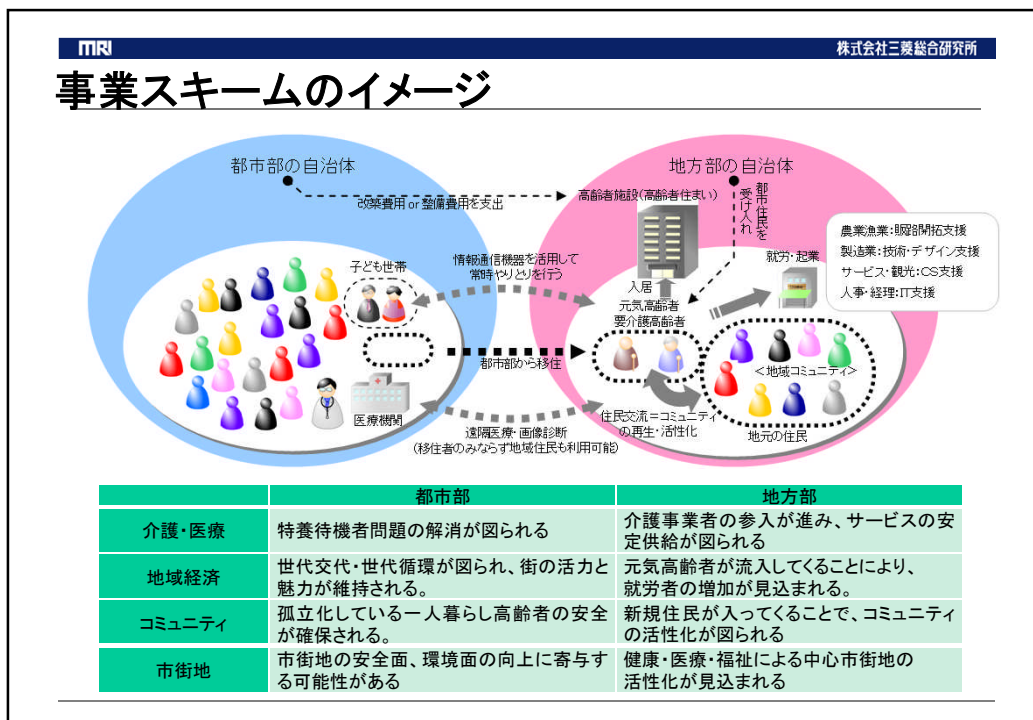 MRI
株式会社三菱総合研究所
事業スキームのイメージ
都市部の自治体
地方部の自治体
改築費用 or 整備費用を支出
高齢者施設(高齢者住まい)
都市住民を
受け入れ
農業漁業:販路開拓支援
製造業:技術・デザイン支援
サービス・観光:CS支援
人事・経理:IT支援
子ども世帯
情報通信機器を活用して
常時やりとりを行う
入居
就労・起業
元気高齢者
要介護高齢者
都市部から移住
<地域コミュニティ>
医療機関
遠隔医療・画像診断
(移住者のみならず地域住民も利用可能)
住民交流=コミュニティ
の再生・活性化
地元の住民
都市部
地方部
介護・医療
特養待機者問題の解消が図られる
介護事業者の参入が進み、サービスの安
定供給が図られる
地域経済
世代交代・世代循環が図られ、街の活力と
魅力が維持される。
元気高齢者が流入してくることにより、
就労者の増加が見込まれる。
コミュニティ
孤立化している一人暮らし高齢者の安全
が確保される。
新規住民が入ってくることで、コミュニティ
の活性化が図られる
市街地
市街地の安全面、環境面の向上に寄与す
る可能性がある
健康・医療・福祉による中心市街地の
活性化が見込まれる